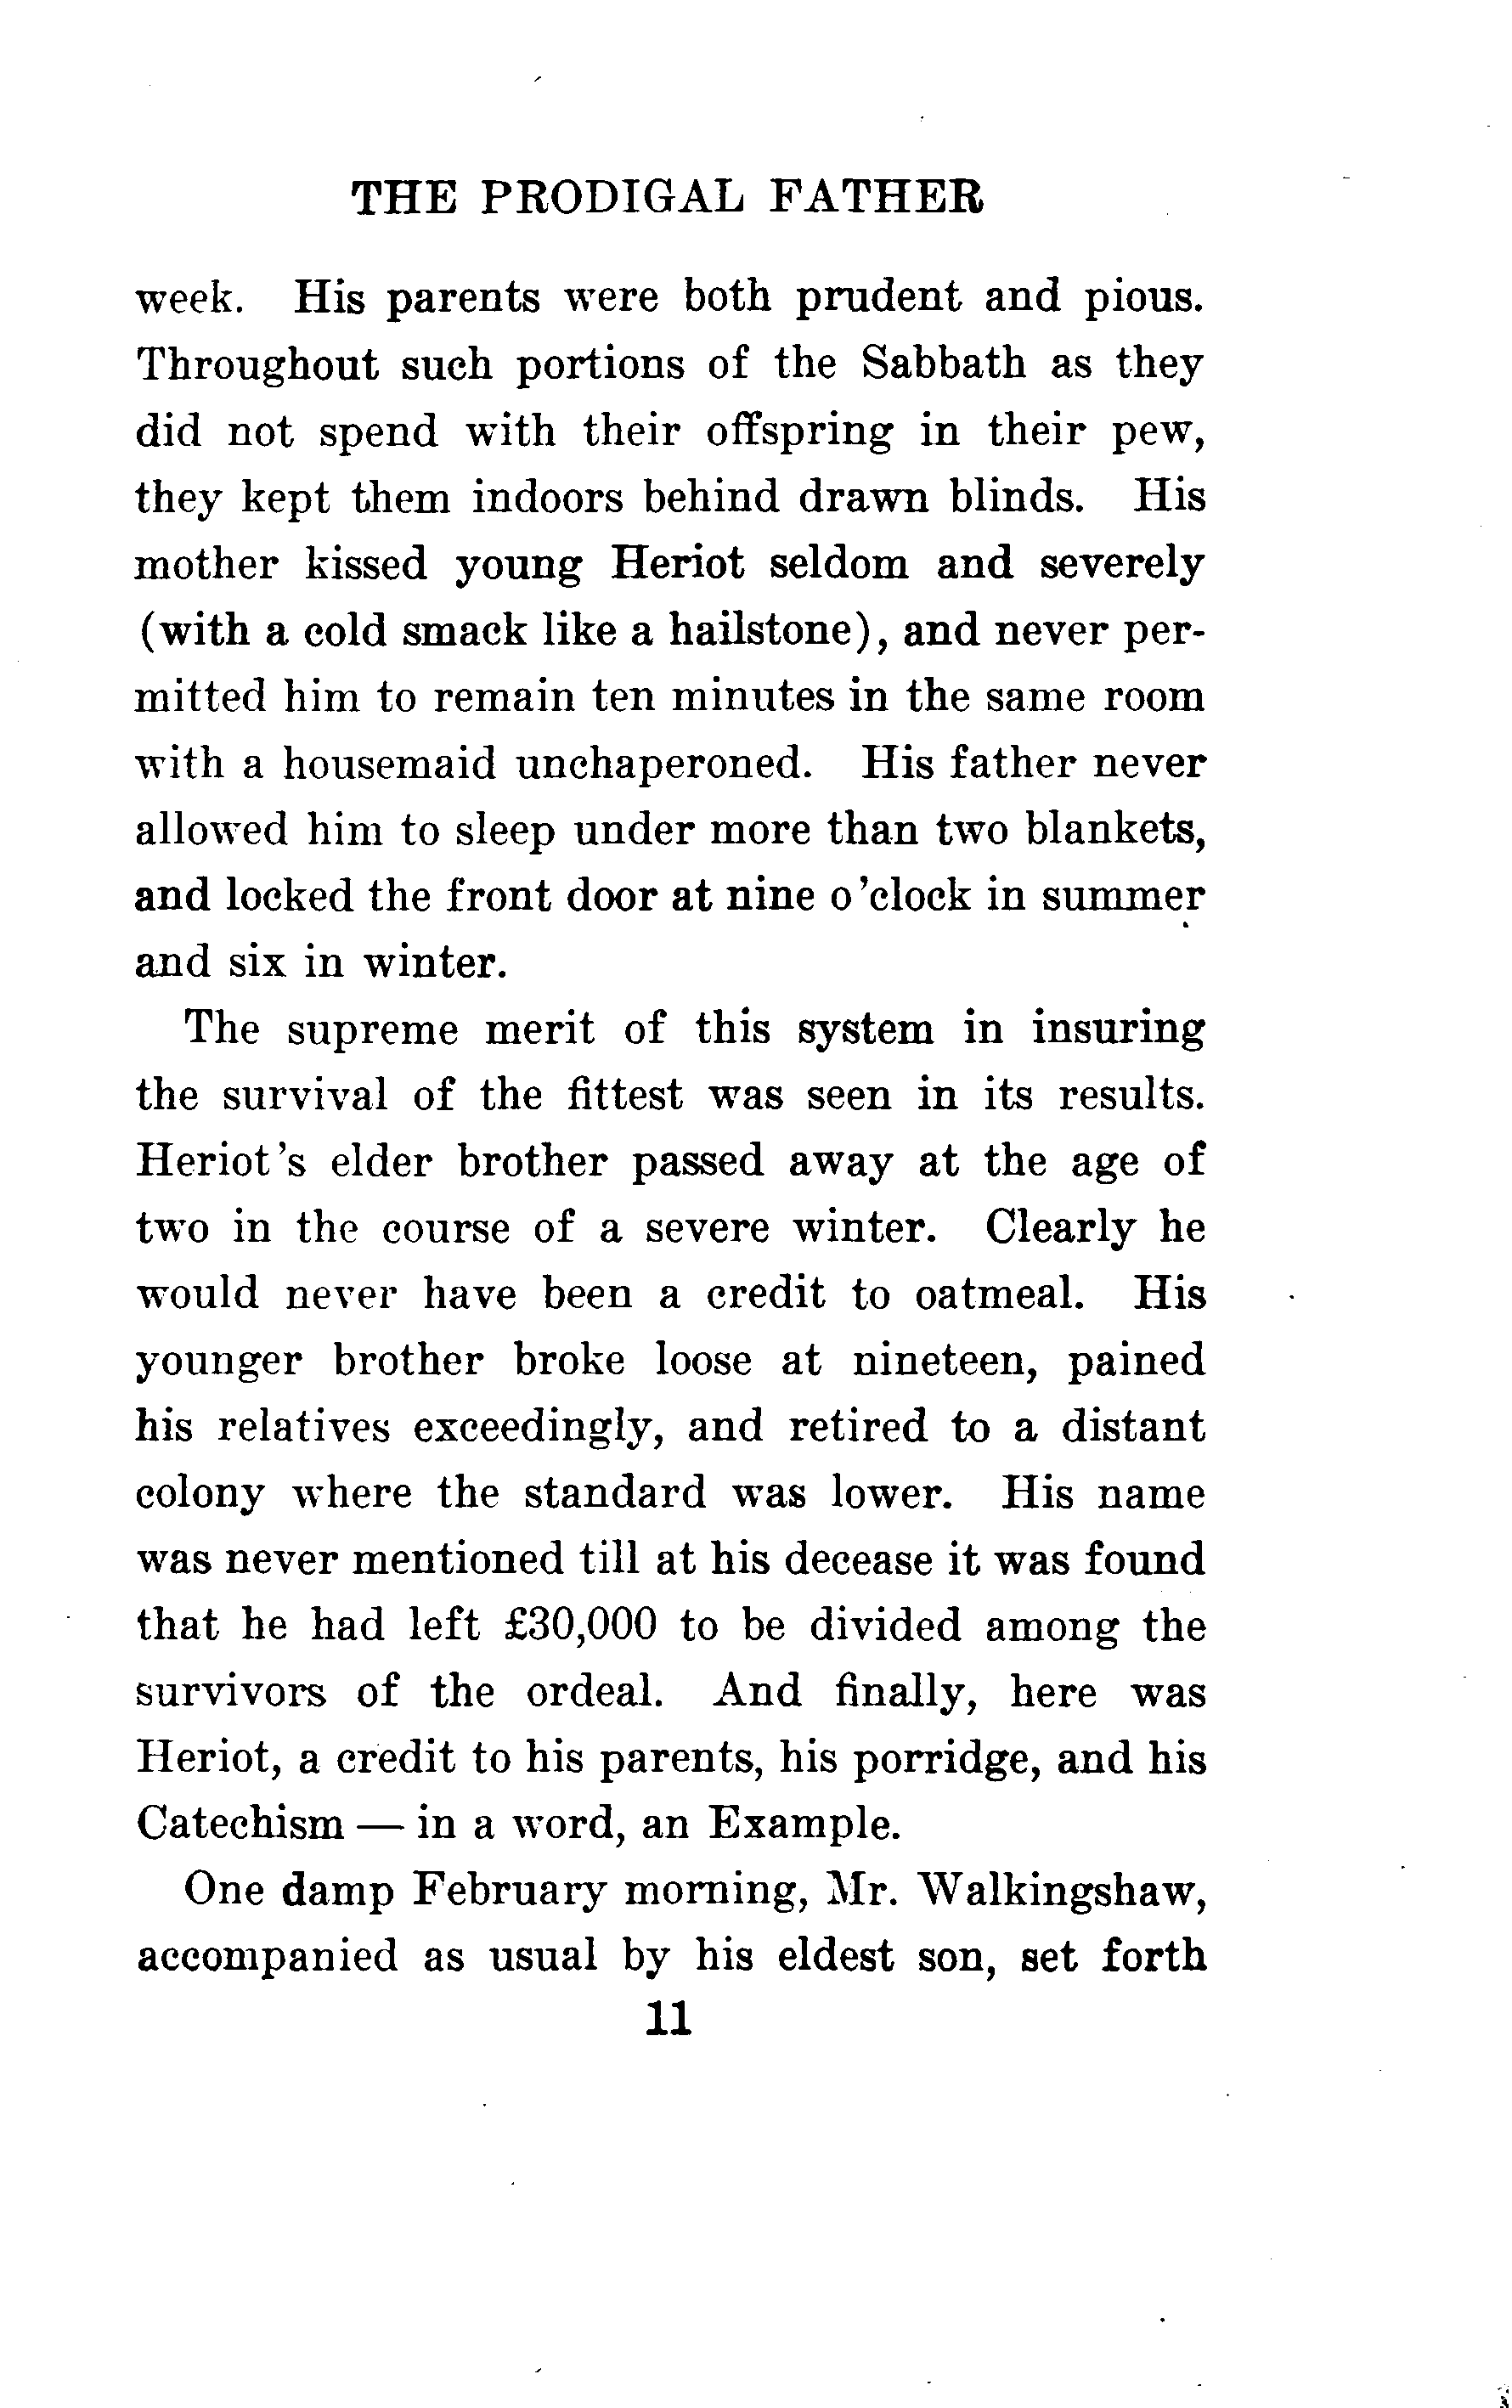 THE PRODIGAL FATHER
week. His parents were both prudent and pious.
Throughout such portions of the Sabbath as they
did not spend with their offspring in their pew,
they kept them indoors behind drawn blinds. His
mother kissed young Heriot seldom and severely
(with a cold smack like a hailstone), and never per-
mitted him to remain ten minutes in the same room
with a housemaid unchaperoned. His father never
allowed him to sleep under more than two blankets,
and locked the front door at nine o'clock in summer
and six in winter.
The supreme merit of this system in insuring
the survival of the fittest was seen in its results.
Heriot's elder brother passed away at the age of
two in the course of a severe winter. Clearly he
would never have been a credit to oatmeal. His
younger brother broke loose at nineteen, pained
his relatives exceedingly, and retired to a distant
colony where the standard was lower. His name
was never mentioned till at his decease it was found
that he had left £30,000 to be divided among the
survivors of the ordeal. And finally, here was
Heriot, a credit to his parents, his porridge, and his
Catechism — in a word, an Example.
One damp February morning, Mr. Walkingshaw,
accompanied as usual by his eldest son, set forth
11